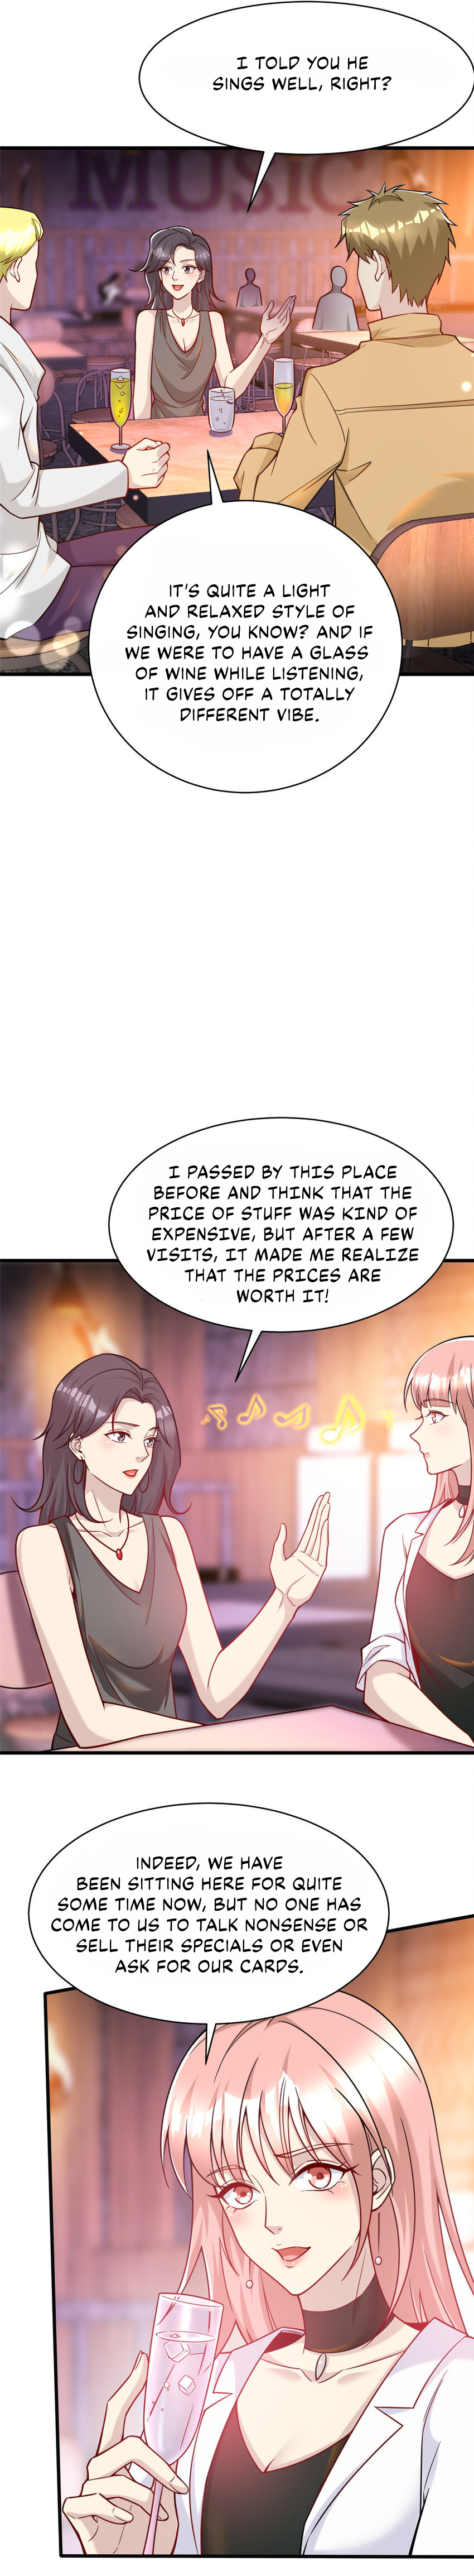 I TOLD YOU HE
SINGS WELL, RIGHT?
MUSIC
IT'S QUITE A LIGHT
AND RELAXED STYLE OF
SINGING, YOU KNOW? AND IF
WE WERE TO HAVE A GLASS
OF WINE WHILE LISTENING,
IT GIVES OFF A TOTALLY
DIFFERENT VIBE.
I PASSED BY THIS PLACE
BEFORE AND THINK THAT THE
PRICE OF STUFF WAS KIND OF
EXPENSIVE, BUT AFTER A FEW
VISITS, IT MADE ME REALIZE
THAT THE PRICES ARE
WORTH IT!
INDEED, WE HAVE
BEEN SITTING HERE FOR QUITE
SOME TIME NOW, BUT NO ONE HAS
COME TO US TO TALK NONSENSE OR
SELL THEIR SPECIALS OR EVEN
ASK FOR OUR CARDS.